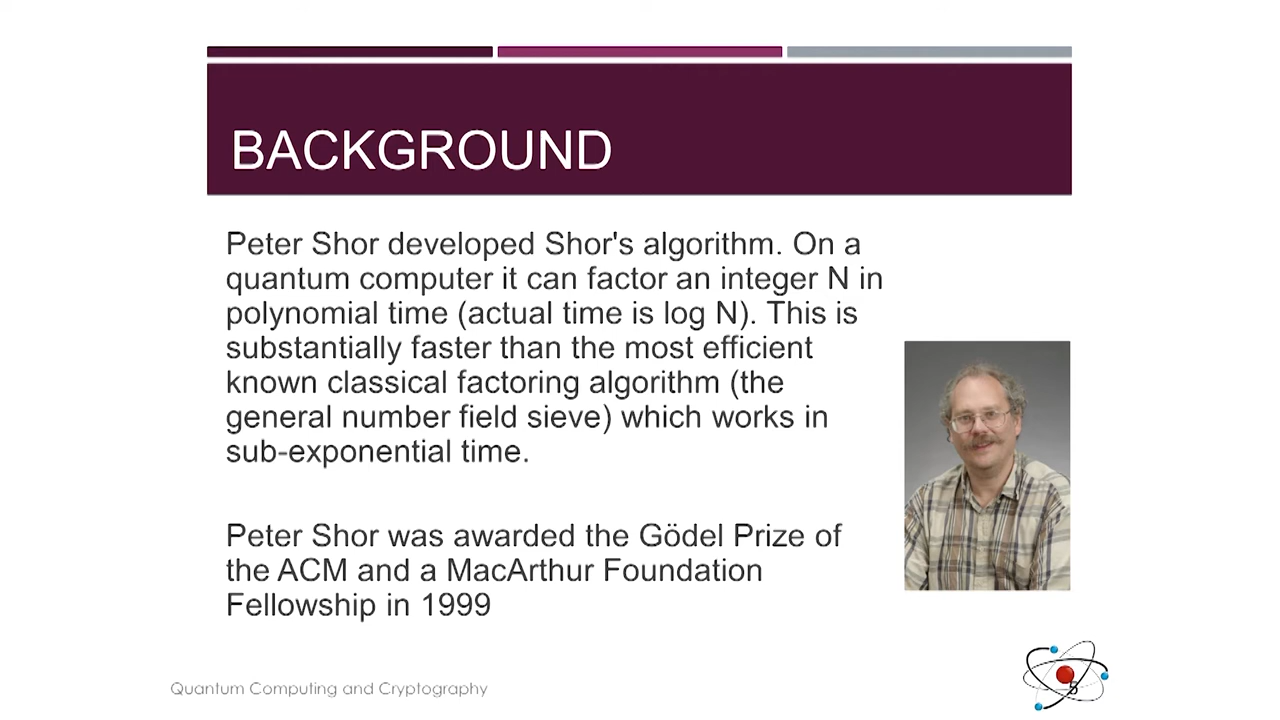 BACKGROUND
Peter Shor developed Shor's algorithm. On a
quantum computer it can factor an integer N in
polynomial time (actual time is log N). This is
substantially faster than the most efficient
known classical factoring algorithm (the
general number field sieve) which works in
sub-exponential time.
Peter Shor was awarded the Gödel Prize of
the ACM and a MacArthur Foundation
Fellowship in 1999
Quantum Computing and Cryptography
5